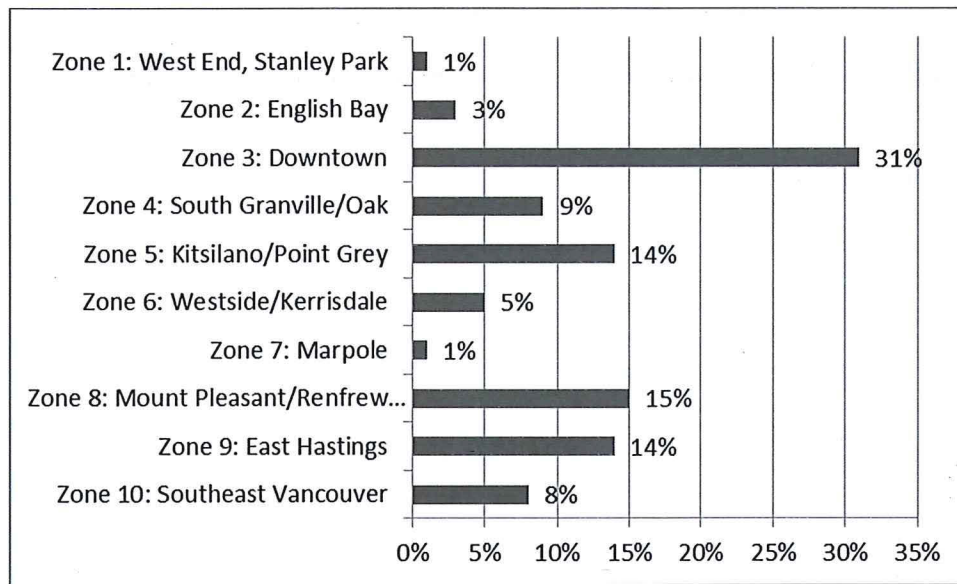 Zone 1: West End, Stanley Park 1%
Zone 2: English Bay 3%
Zone 3: Downtown 31%
Zone 4: South Granville/Oak 9%
Zone 5: Kitsilano/Point Grey 14%
Zone 6: Westside/Kerrisdale 5%
Zone 7: Marpole 1%
Zone 8: Mount Pleasant/Renfrew... 15%
Zone 9: East Hastings 14%
Zone 10: Southeast Vancouver 8%
0% 5% 10% 15% 20% 25% 30% 35%